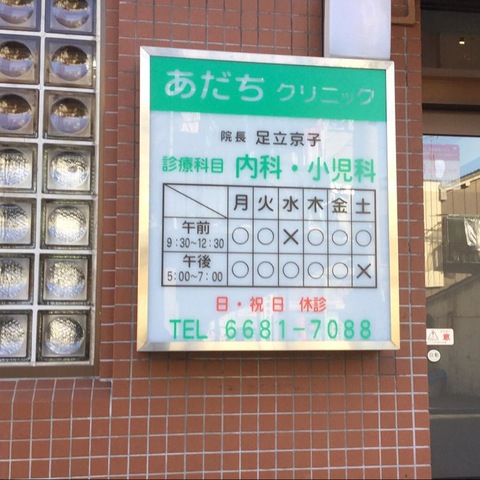 あだち クリニック
院長 足立京子
診療科目 内科・小児科
月 火 水 木 金 土
午前 9:30~12:30 ○ ○ × ○ ○ ○
午後 5:00~7:00 ○ ○ ○ ○ ○ ×
日・祝日 休診
TEL 6681-7088